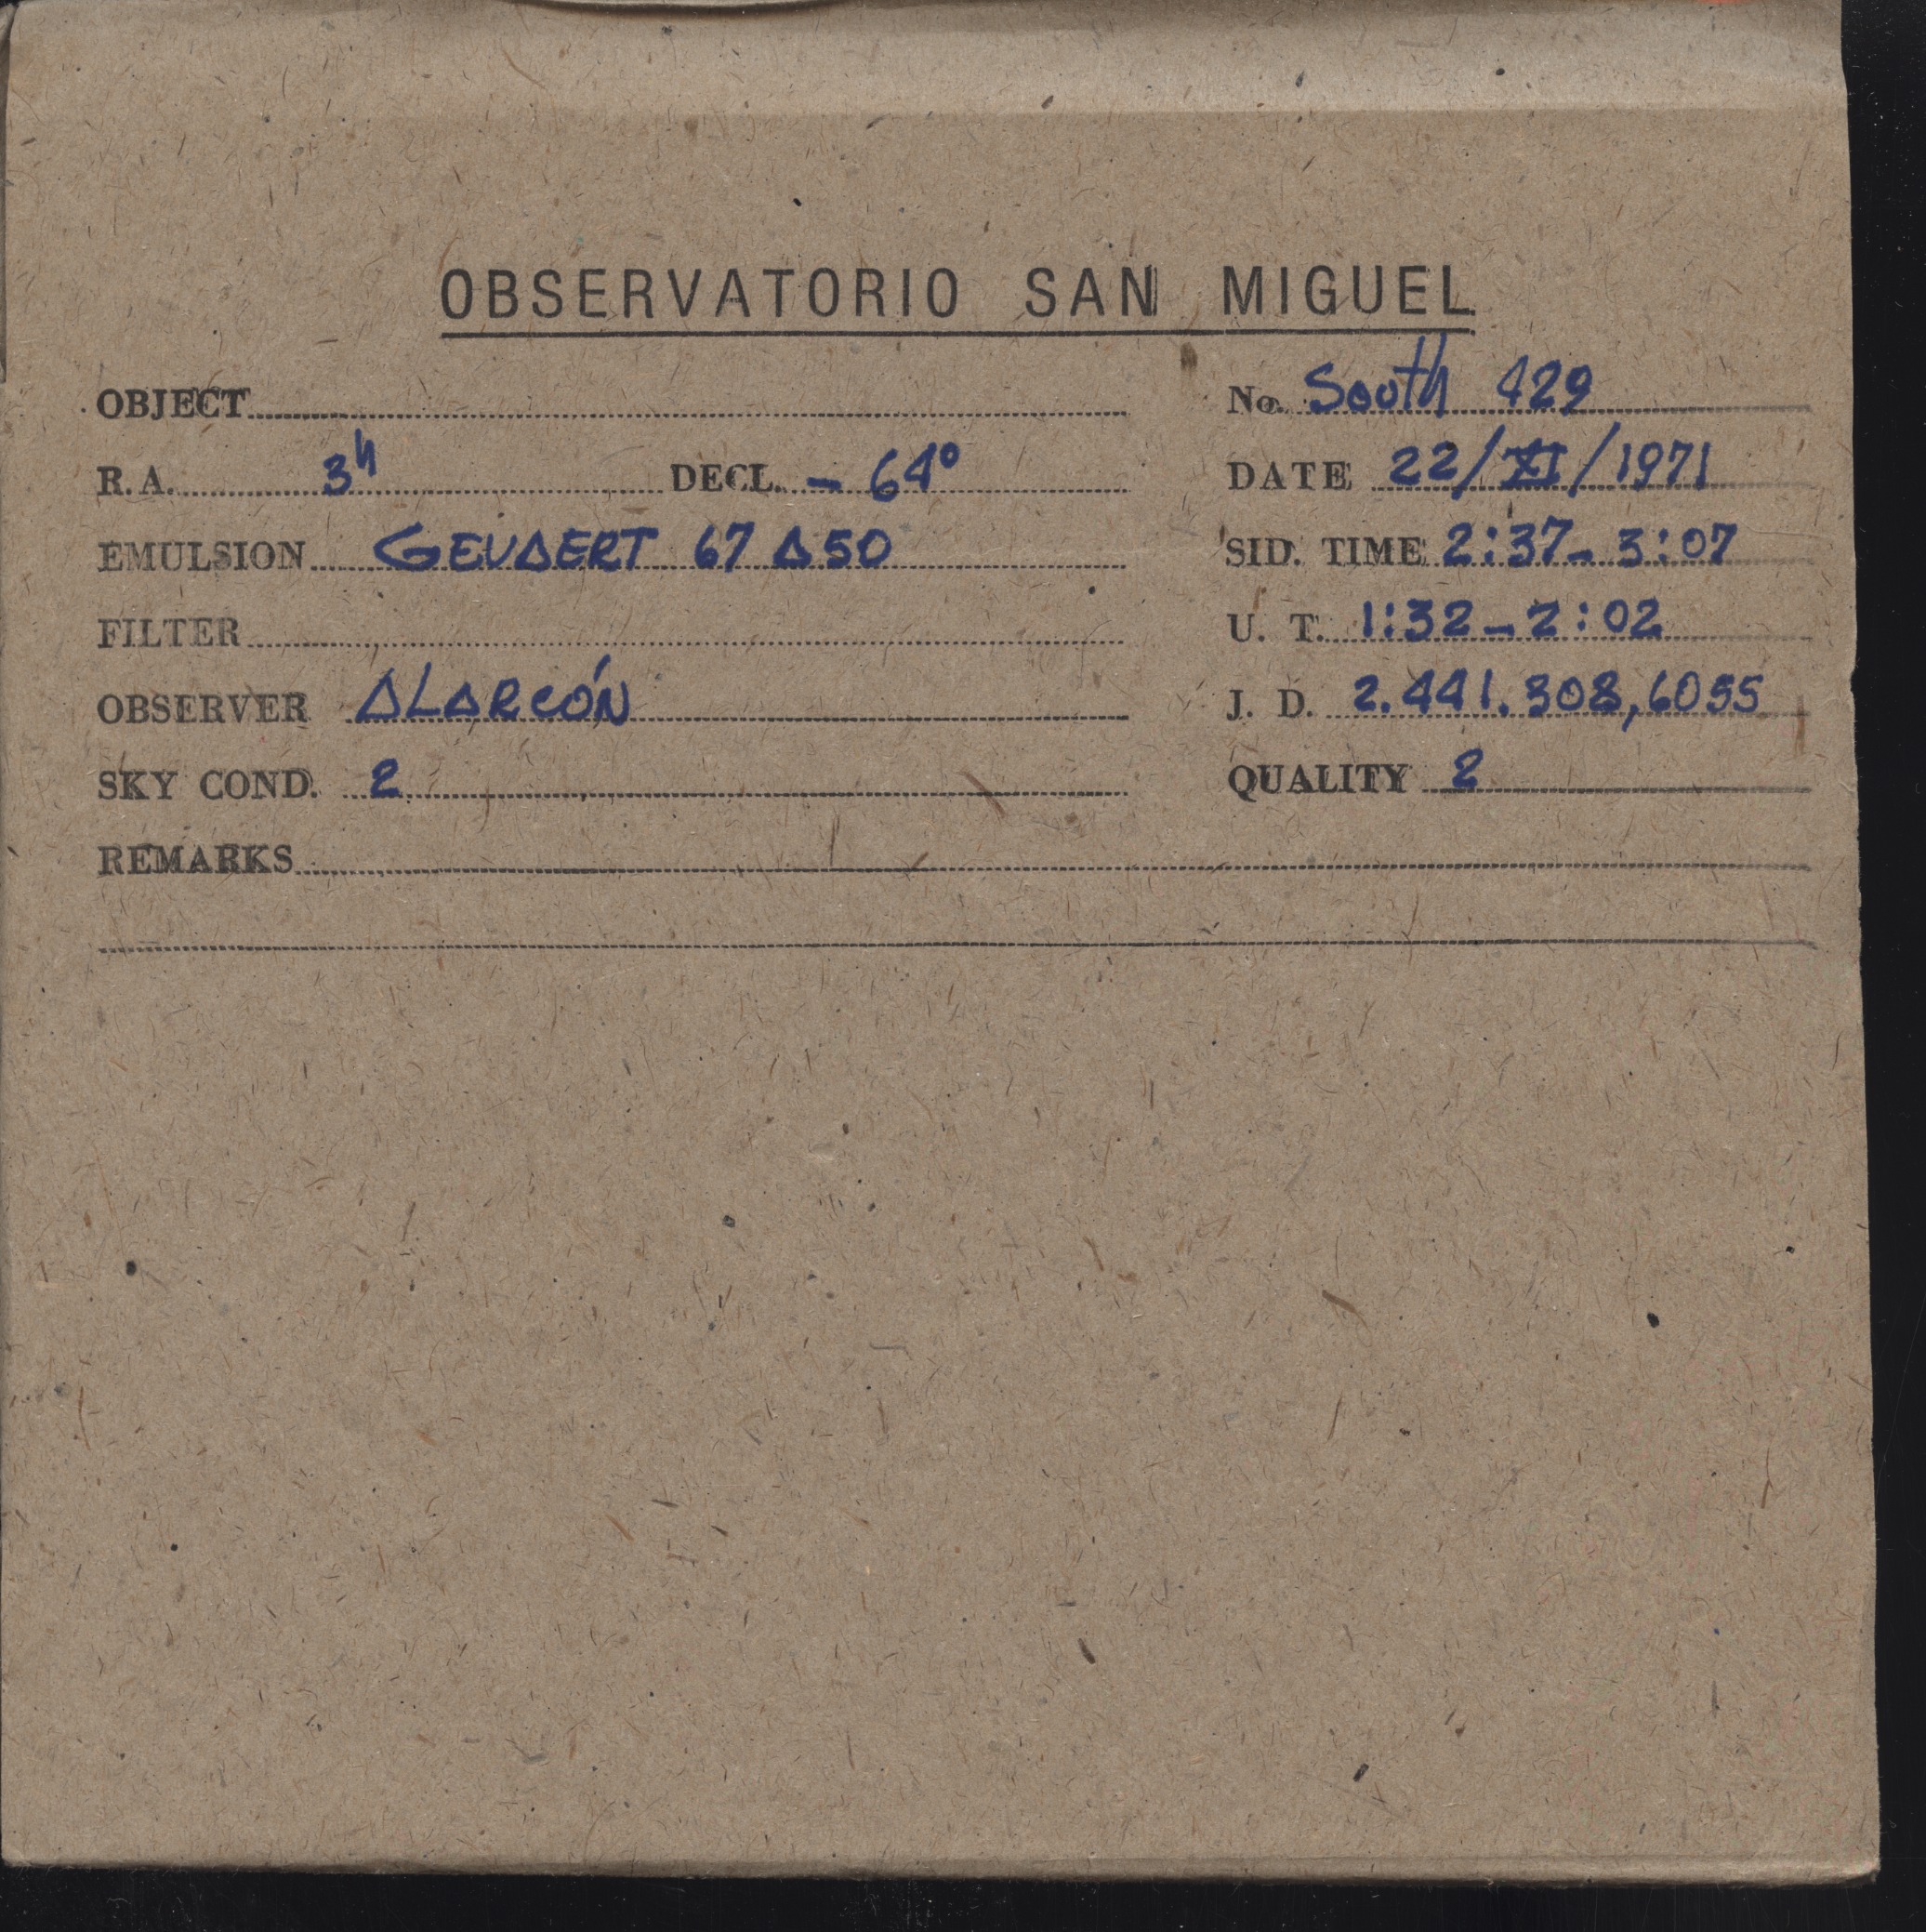 OBSERVATORIO SAN MIGUEL
OBJECT No. South 429
R.A. 3h DECL. - 64° DATE 22/XI/1971
EMULSION GEVAERT 67 A50 SID. TIME 2:37-3:07
FILTER U. T. 1:32-2:02
OBSERVER ALARCÓN J. D. 2.441.308,6055
SKY COND. 2 QUALITY 2
REMARKS